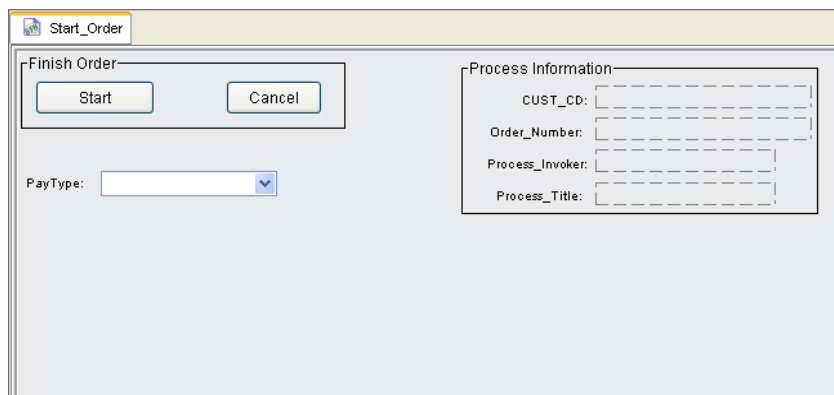 Start_Order
Finish Order
Start
Cancel
PayType:
Process Information
CUST_CD:
Order_Number:
Process_Invoker:
Process_Title: